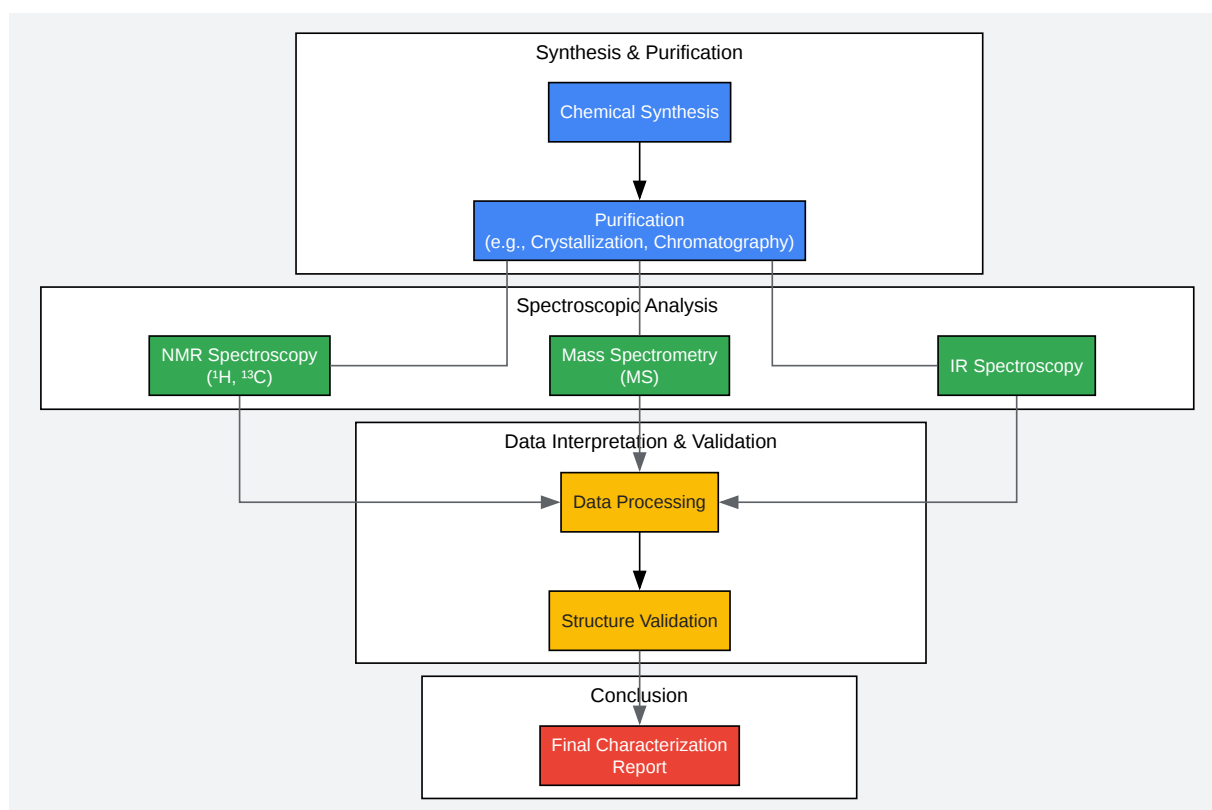 Synthesis & Purification
Chemical Synthesis
Purification
(e.g., Crystallization, Chromatography)
Spectroscopic Analysis
NMR Spectroscopy
(¹H, ¹³C)
Mass Spectrometry
(MS)
IR Spectroscopy
Data Interpretation & Validation
Data Processing
Structure Validation
Conclusion
Final Characterization
Report